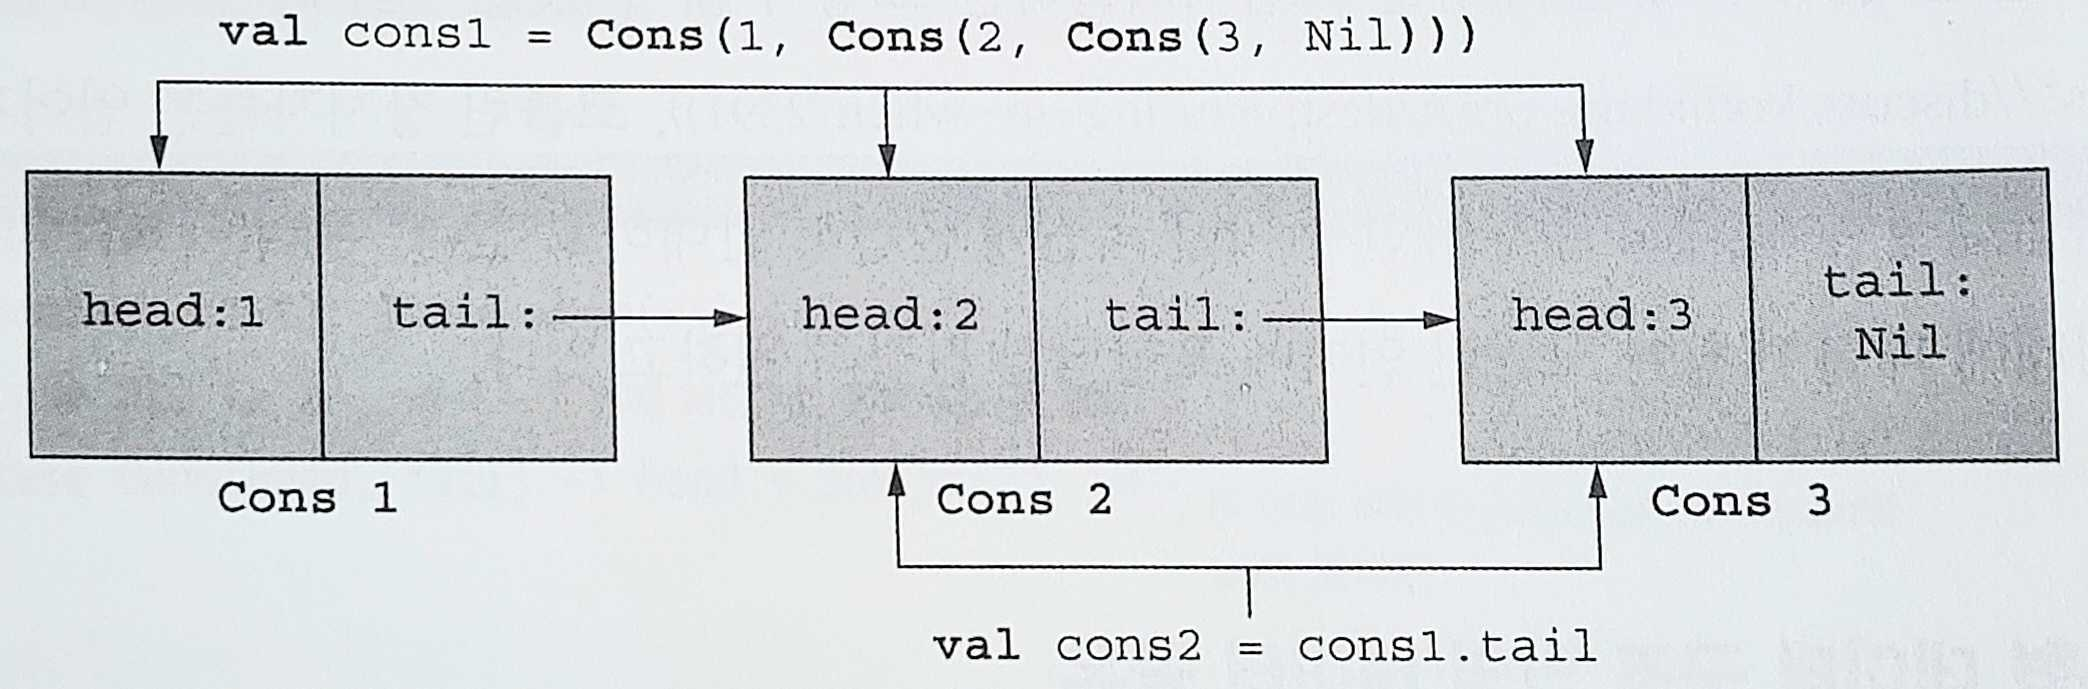 val cons1 = Cons(1, Cons(2, Cons(3, Nil)))
head:1 tail: head:2 tail: head:3 tail:
Nil
Cons 1 Cons 2 Cons 3
val cons2 = cons1.tail